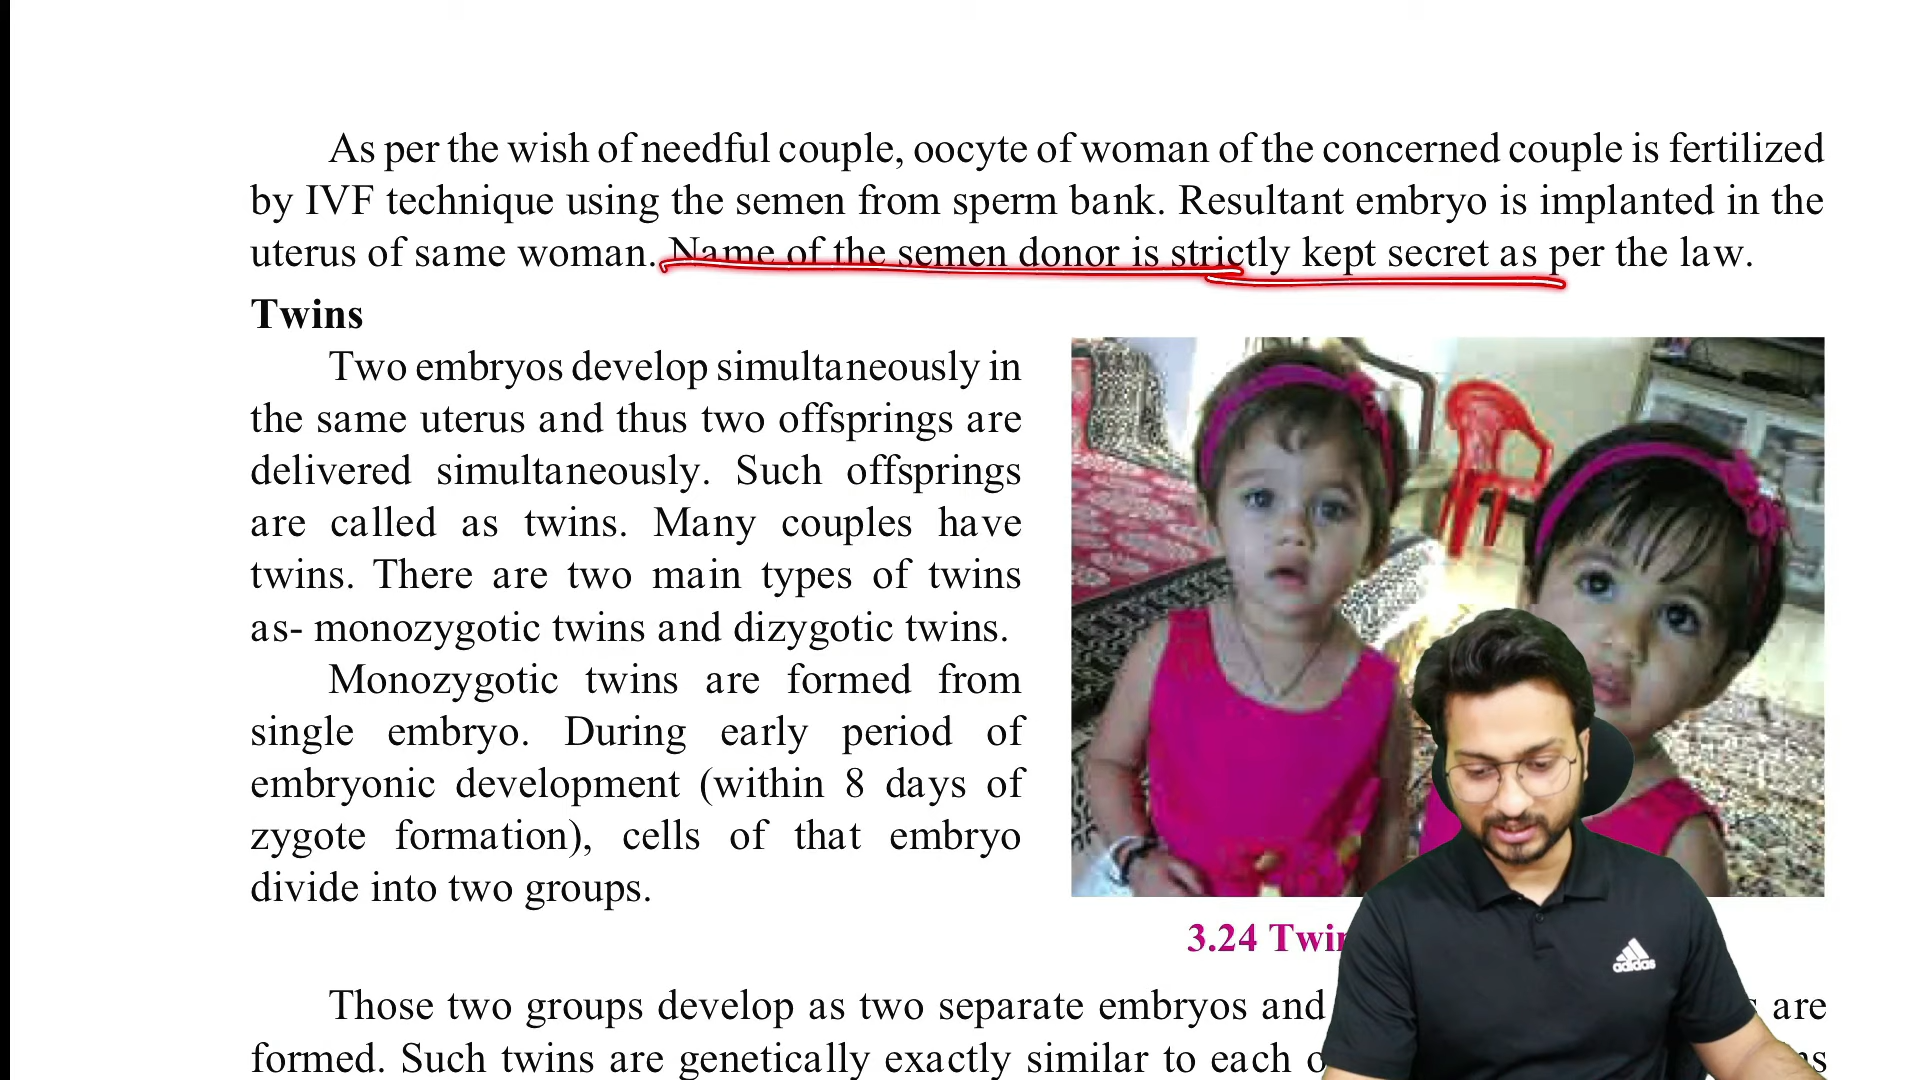 As per the wish of needful couple, oocyte of woman of the concerned couple is fertilized
by IVF technique using the semen from sperm bank. Resultant embryo is implanted in the
uterus of same woman. Name of the semen donor is strictly kept secret as per the law.
Twins
Two embryos develop simultaneously in
the same uterus and thus two offsprings are
delivered simultaneously. Such offsprings
are called as twins. Many couples have
twins. There are two main types of twins
as- monozygotic twins and dizygotic twins.
Monozygotic twins are formed from
single embryo. During early period of
embryonic development (within 8 days of
zygote formation), cells of that embryo
divide into two groups.
3.24
adidas
Those two groups develop as two separate embryos and are
formed. Such twins are genetically exactly similar to each